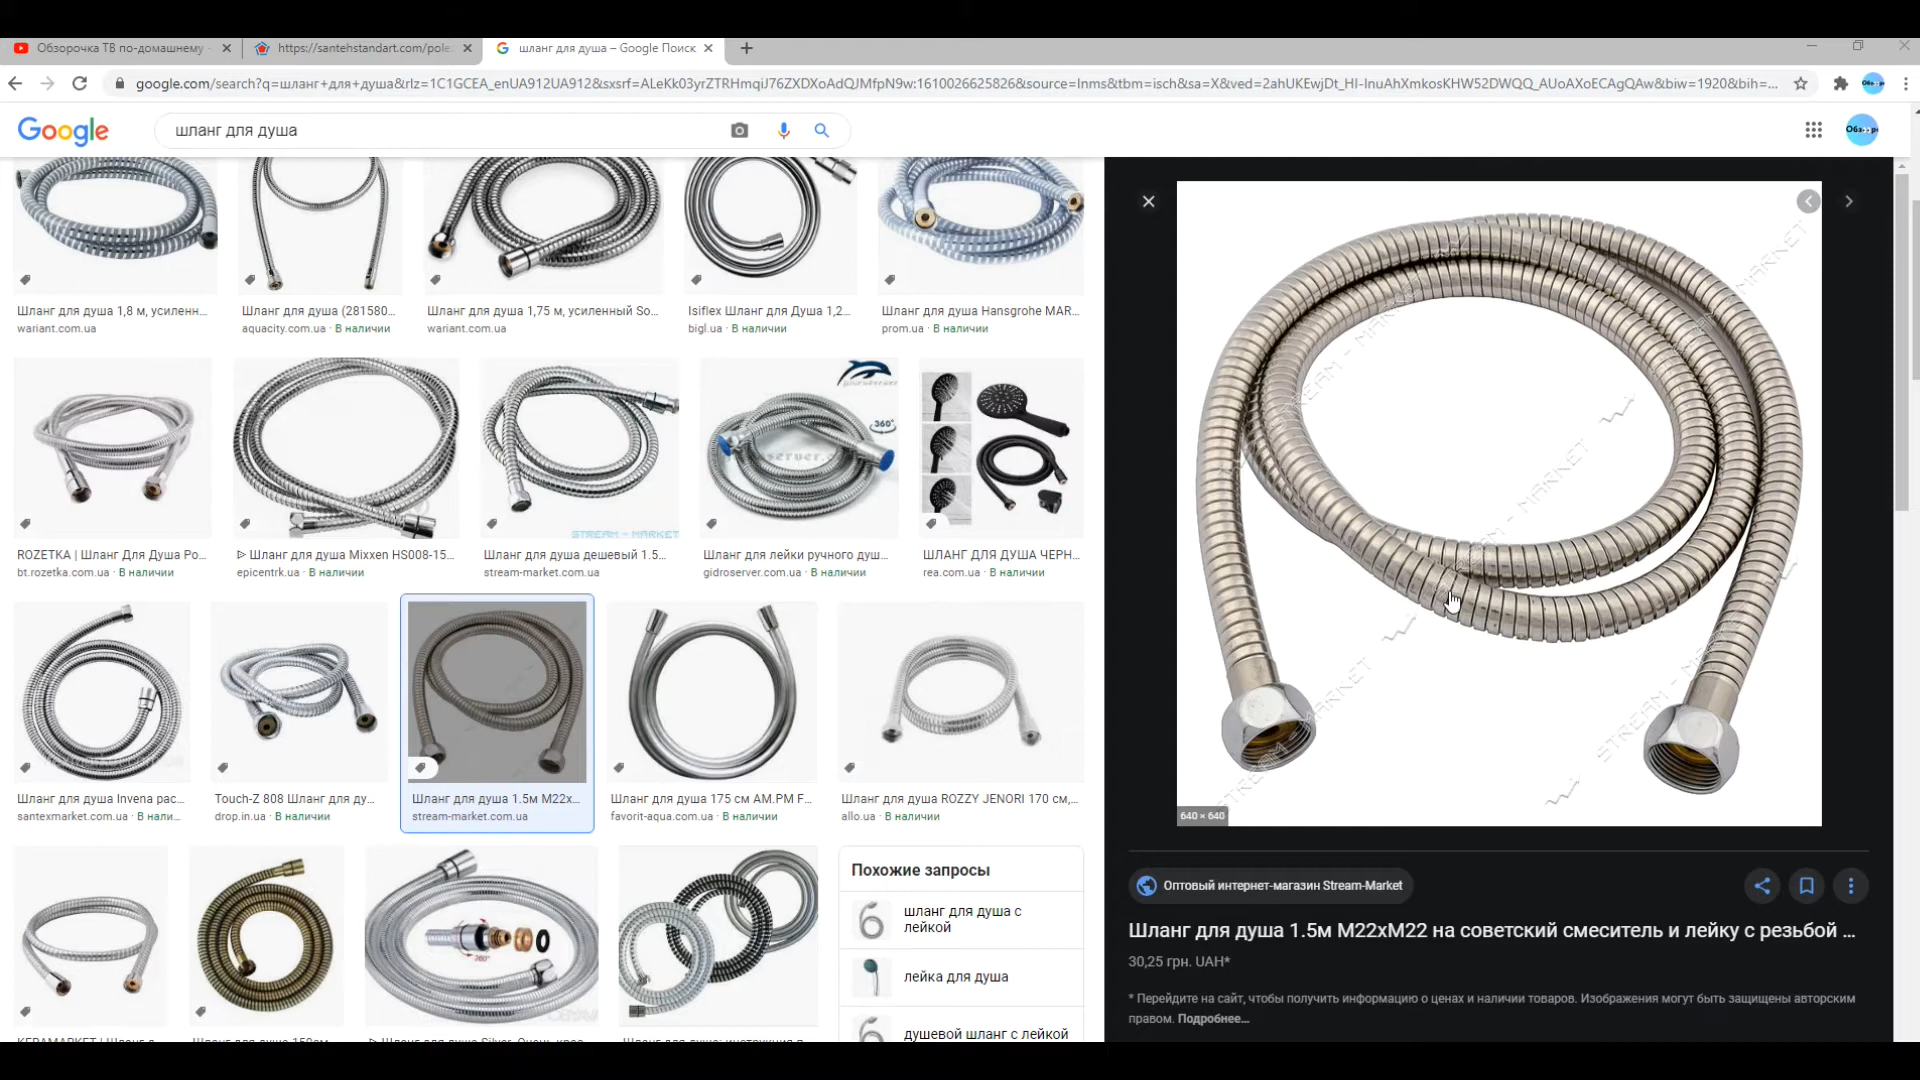 Обзорочка ТВ по-домашнему -
https://santehstandart.com/pole
шланг для душа – Google Поиск
google.com/search?q=шланг+для+душа&rlz=1C1GCEA_enUA912UA912&sxsrf=ALeKk03yrZTRHmqiJ76ZXDXoAdQJMfpN9w:1610026625826&source=lnms&tbm=isch&sa=X&ved=2ahUKEwjDt_HI-InuAhXmkosKHW52DWQQ_AUoAXoECAgQAw&biw=1920&bih=...
Google
шланг для душа
Шланг для душа 1,8 м, усиленн...
wariant.com.ua
Шланг для душа (281580...
aquacity.com.ua · В наличии
Шланг для душа 1,75 м, усиленный So...
wariant.com.ua
Isiflex Шланг для Душа 1,2...
bigl.ua · В наличии
Шланг для душа Hansgrohe MAR...
prom.ua · В наличии
360°
STREAM - MARKET
ROZETKA | Шланг Для Душа Po...
bt.rozetka.com.ua · В наличии
ᐈ Шланг для душа Mixxen HS008-15...
epicentrk.ua · В наличии
Шланг для душа дешевый 1.5...
stream-market.com.ua
Шланг для лейки ручного душ...
gidroserver.com.ua · В наличии
ШЛАНГ ДЛЯ ДУША ЧЕРН...
rea.com.ua · В наличии
Шланг для душа Invena рас...
santexmarket.com.ua · В нали...
Touch-Z 808 Шланг для ду...
drop.in.ua · В наличии
Шланг для душа 1.5м M22x...
stream-market.com.ua
Шланг для душа 175 см AM.PM F...
favorit-aqua.com.ua · В наличии
Шланг для душа ROZZY JENORI 170 см,...
allo.ua · В наличии
360°
Похожие запросы
шланг для душа с
лейкой
лейка для душа
душевой шланг с лейкой
STREAM - MARKET
640 × 640
Оптовый интернет-магазин Stream-Market
Шланг для душа 1.5м M22xM22 на советский смеситель и лейку с резьбой ...
30,25 грн. UAH*
* Перейдите на сайт, чтобы получить информацию о ценах и наличии товаров. Изображения могут быть защищены авторским
правом. Подробнее...